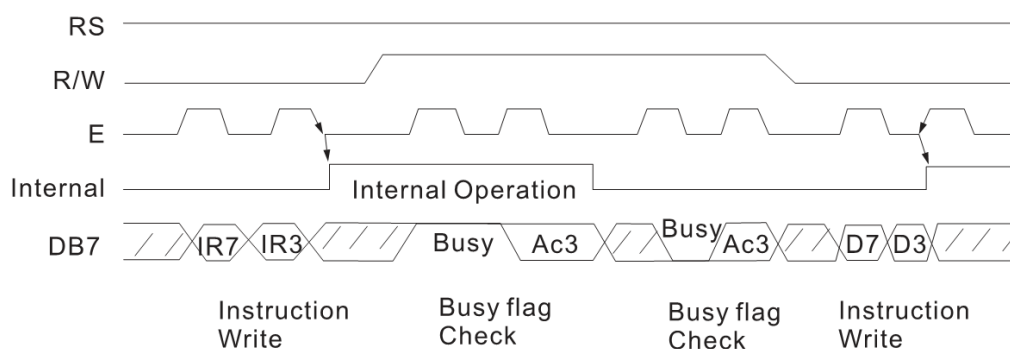 RS
R/W
E
Internal
Internal Operation
DB7
IR7
IR3
Busy
Ac3
Busy
Ac3
D7
D3
Instruction
Write
Busy flag
Check
Busy flag
Check
Instruction
Write